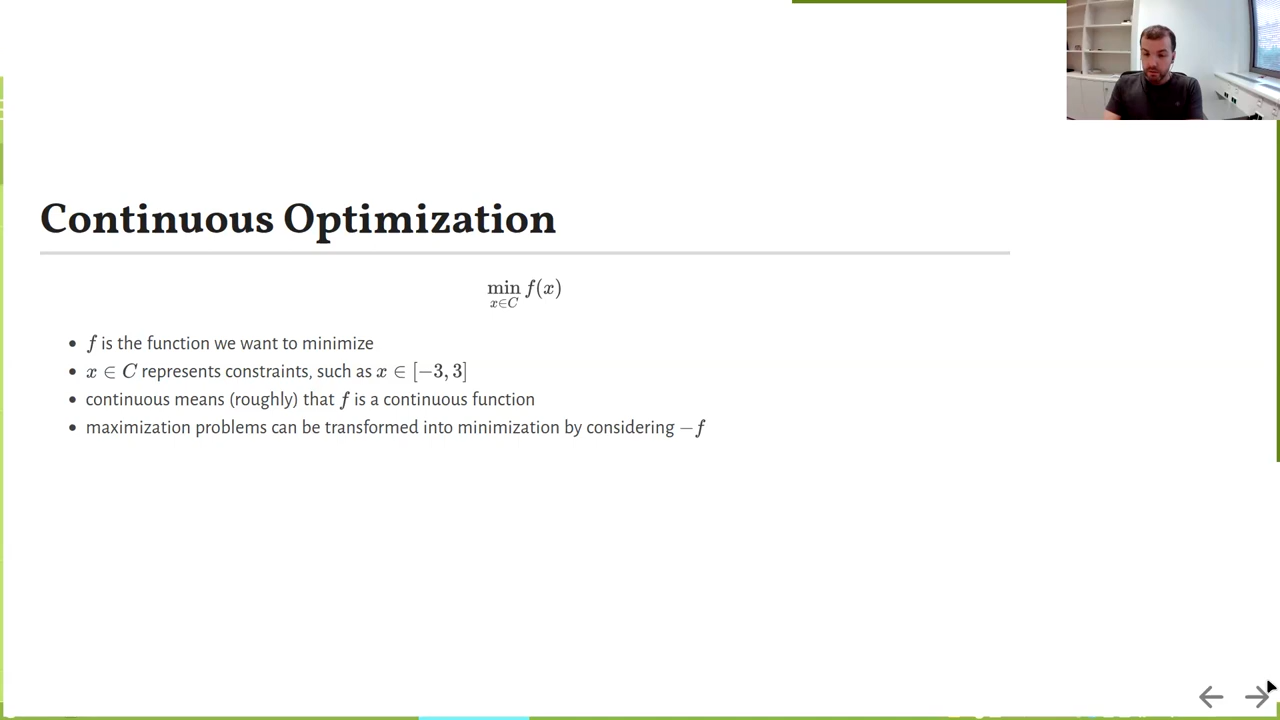 Continuous Optimization
min f(x)
x∈C
• f is the function we want to minimize
• x ∈ C represents constraints, such as x ∈ [−3, 3]
• continuous means (roughly) that f is a continuous function
• maximization problems can be transformed into minimization by considering −f